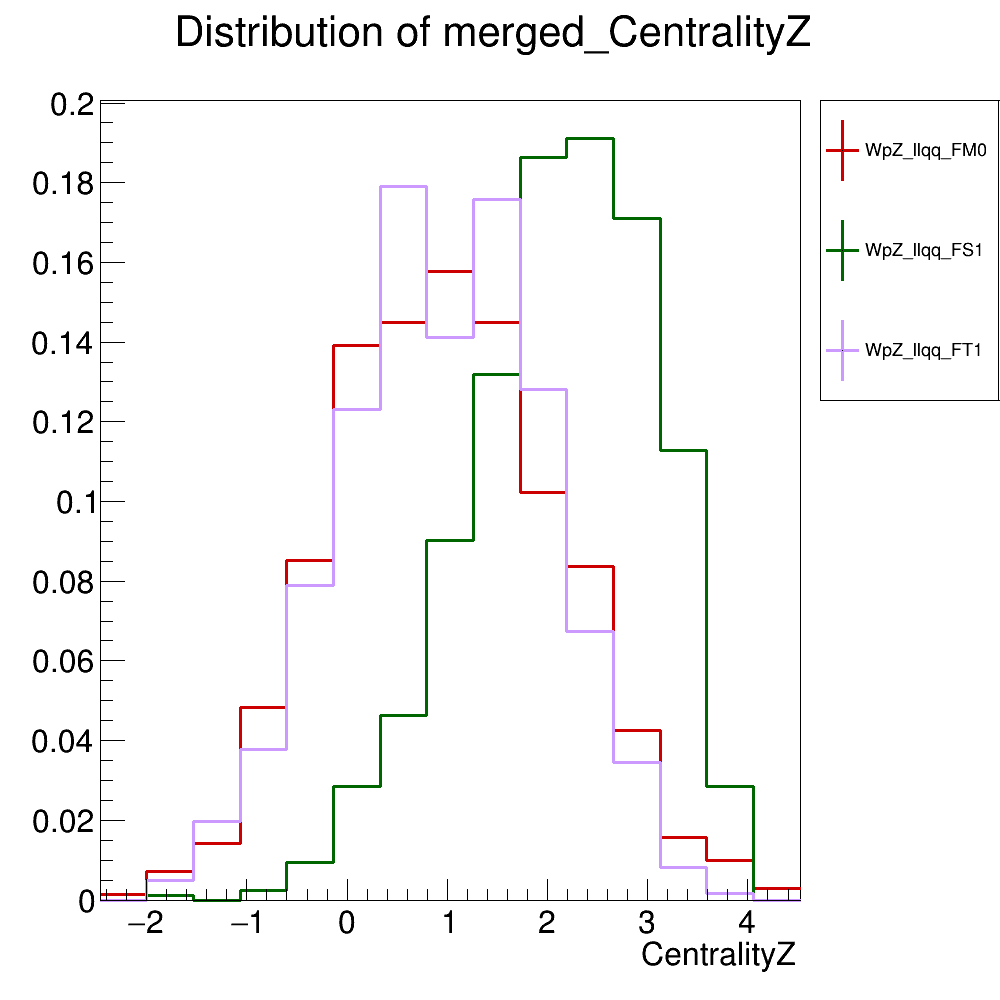 Distribution of merged_CentralityZ
0.2
0.18
0.16
0.14
0.12
0.1
0.08
0.06
0.04
0.02
0
−2 −1 0 1 2 3 4
CentralityZ
WpZ_llqq_FM0
WpZ_llqq_FS1
WpZ_llqq_FT1